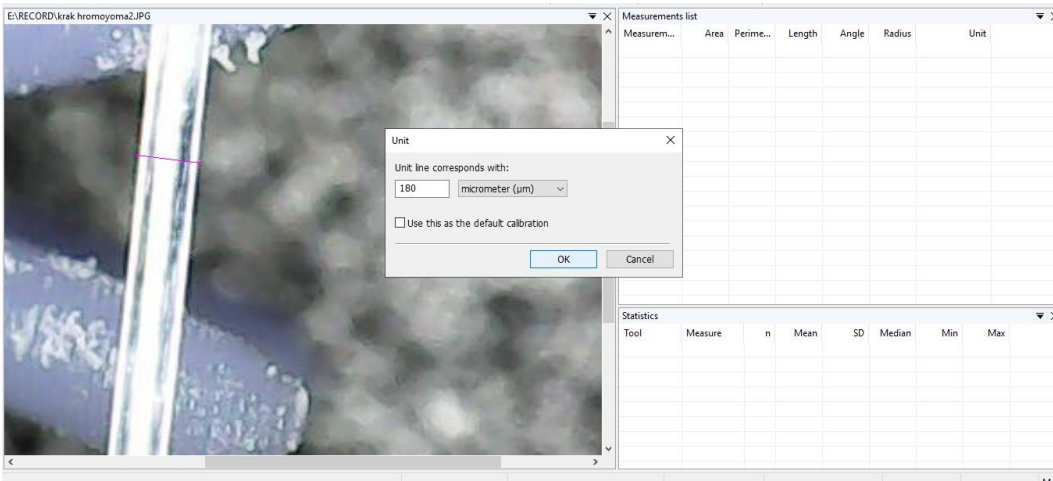 E:\RECORD\krak hromoyoma2.JPG
Measurements list
Measurem... Area Perime... Length Angle Radius Unit
Unit
Unit line corresponds with:
180 micrometer (µm)
Use this as the default calibration
OK Cancel
Statistics
Tool Measure n Mean SD Median Min Max